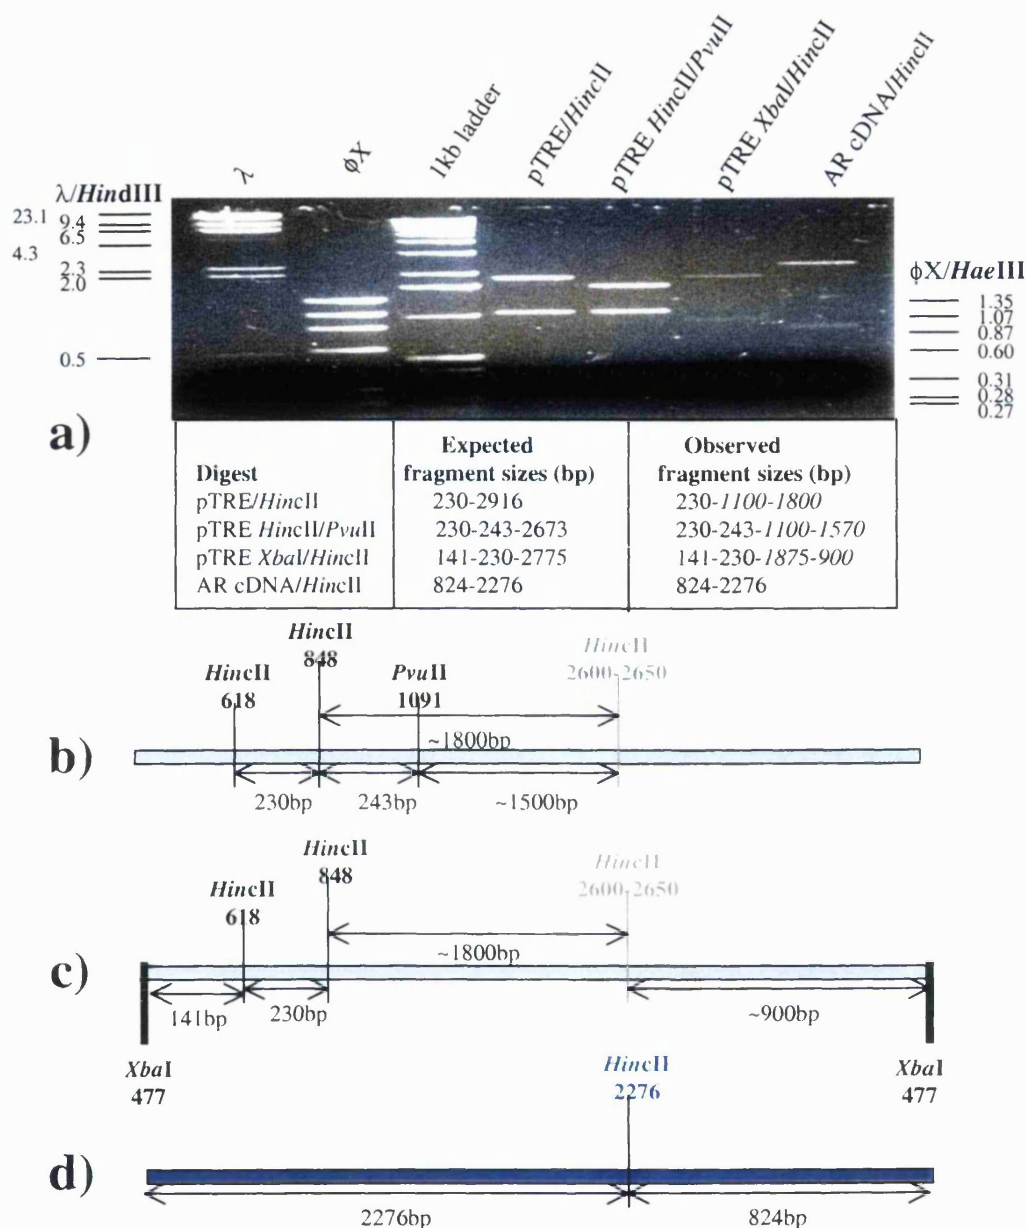 λ
φX
1kb ladder
pTRE/HincII
pTRE HincII/PvuII
pTRE XbaI/HincII
AR cDNA/HincII
λ/HindIII
23.1
9.4
6.5
4.3
2.3
2.0
0.5
φX/HaeIII
1.35
1.07
0.87
0.60
0.31
0.28
0.27
a)
Digest Expected fragment sizes (bp) Observed fragment sizes (bp)
pTRE/HincII 230-2916 230-1100-1800
pTRE HincII/PvuII 230-243-2673 230-243-1100-1570
pTRE XbaI/HincII 141-230-2775 141-230-1875-900
AR cDNA/HincII 824-2276 824-2276
b)
HincII
618
HincII
848
PvuII
1091
HincII
2600-2650
~1800bp
230bp
243bp
~1500bp
c)
HincII
618
HincII
848
HincII
2600-2650
~1800bp
141bp
230bp
~900bp
XbaI
477
XbaI
477
d)
HincII
2276
2276bp
824bp